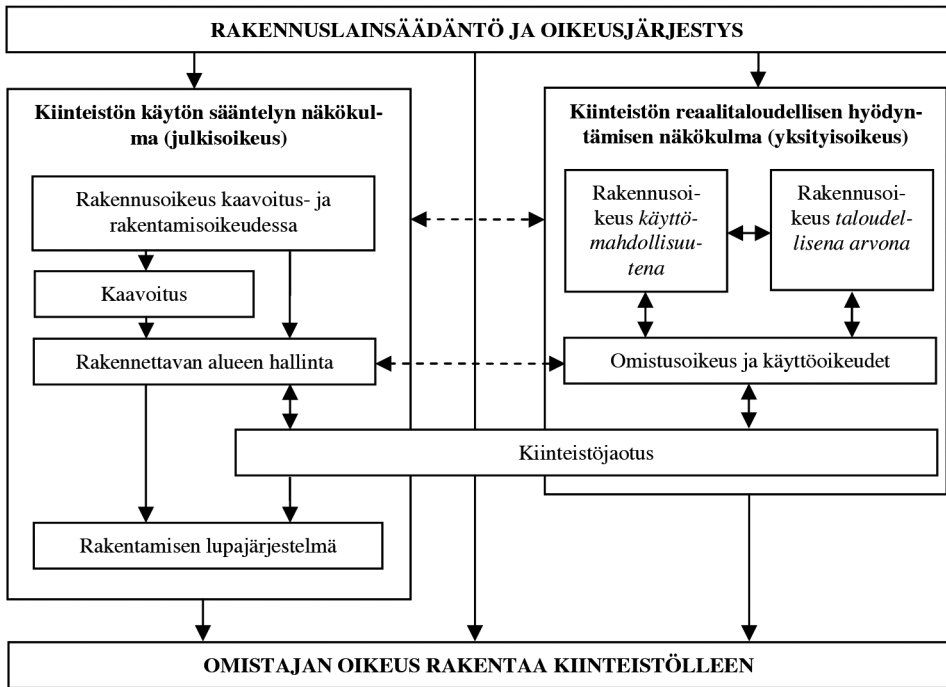 RAKENNUSLAINSÄÄDÄNTÖ JA OIKEUSJÄRJESTYS
Kiinteistön käytön sääntelyn näkökul-
ma (julkisoikeus)
Rakennusoikeus kaavoitus- ja
rakentamisoikeudessa
Kaavoitus
Rakennettavan alueen hallinta
Kiinteistön reaalitaloudellisen hyödyn-
tämisen näkökulma (yksityisoikeus)
Rakennusoi-
keus käyttö-
mahdollisuu-
tena
Rakennusoi-
keus taloudel-
lisena arvona
Omistusoikeus ja käyttöoikeudet
Kiinteistöjaotus
Rakentamisen lupajärjestelmä
OMISTAJAN OIKEUS RAKENTAA KIINTEISTÖLLEEN